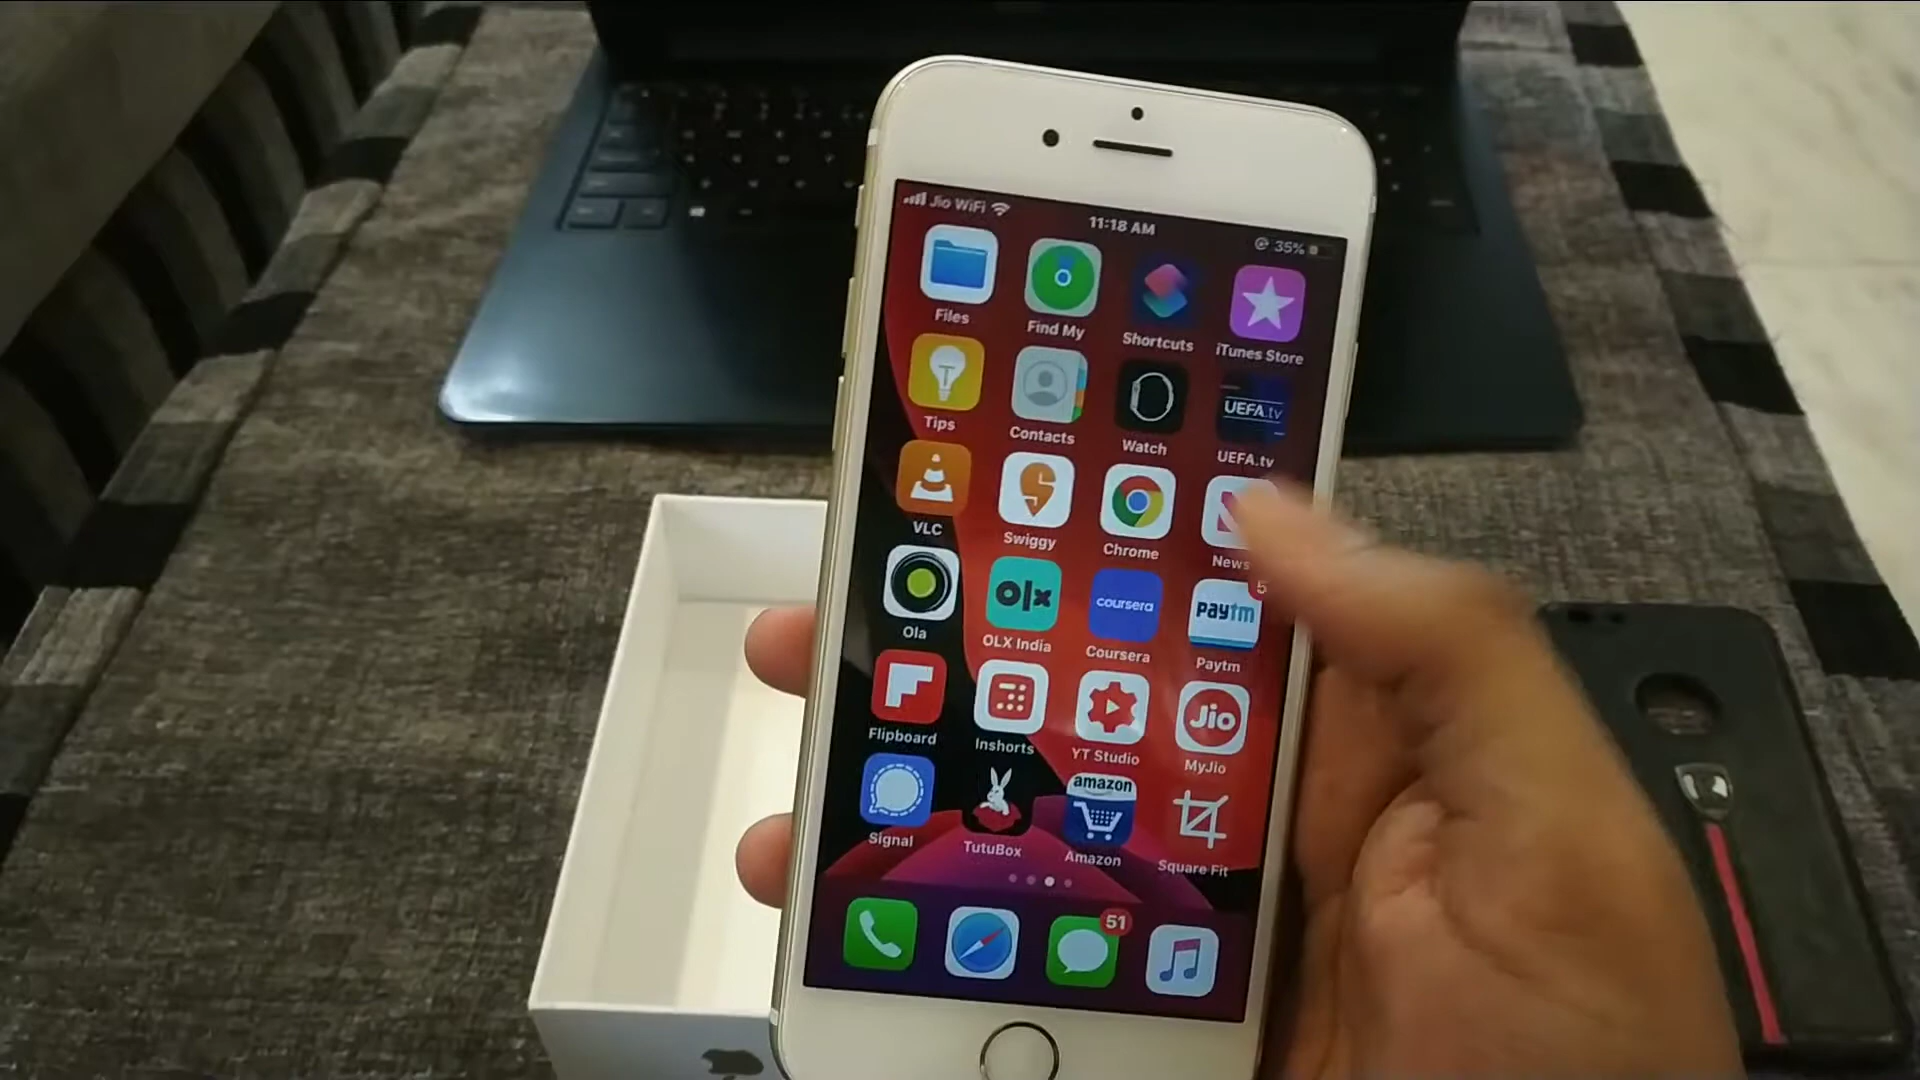 Jio WiFi 11:18 AM 35%
Files Find My Shortcuts iTunes Store
UEFA.tv
Tips Contacts Watch UEFA.tv
VLC Swiggy Chrome News
olx coursera paytm 5
Ola OLX India Coursera Paytm
Jio
Flipboard Inshorts YT Studio MyJio
amazon
Signal TutuBox Amazon Square Fit
51